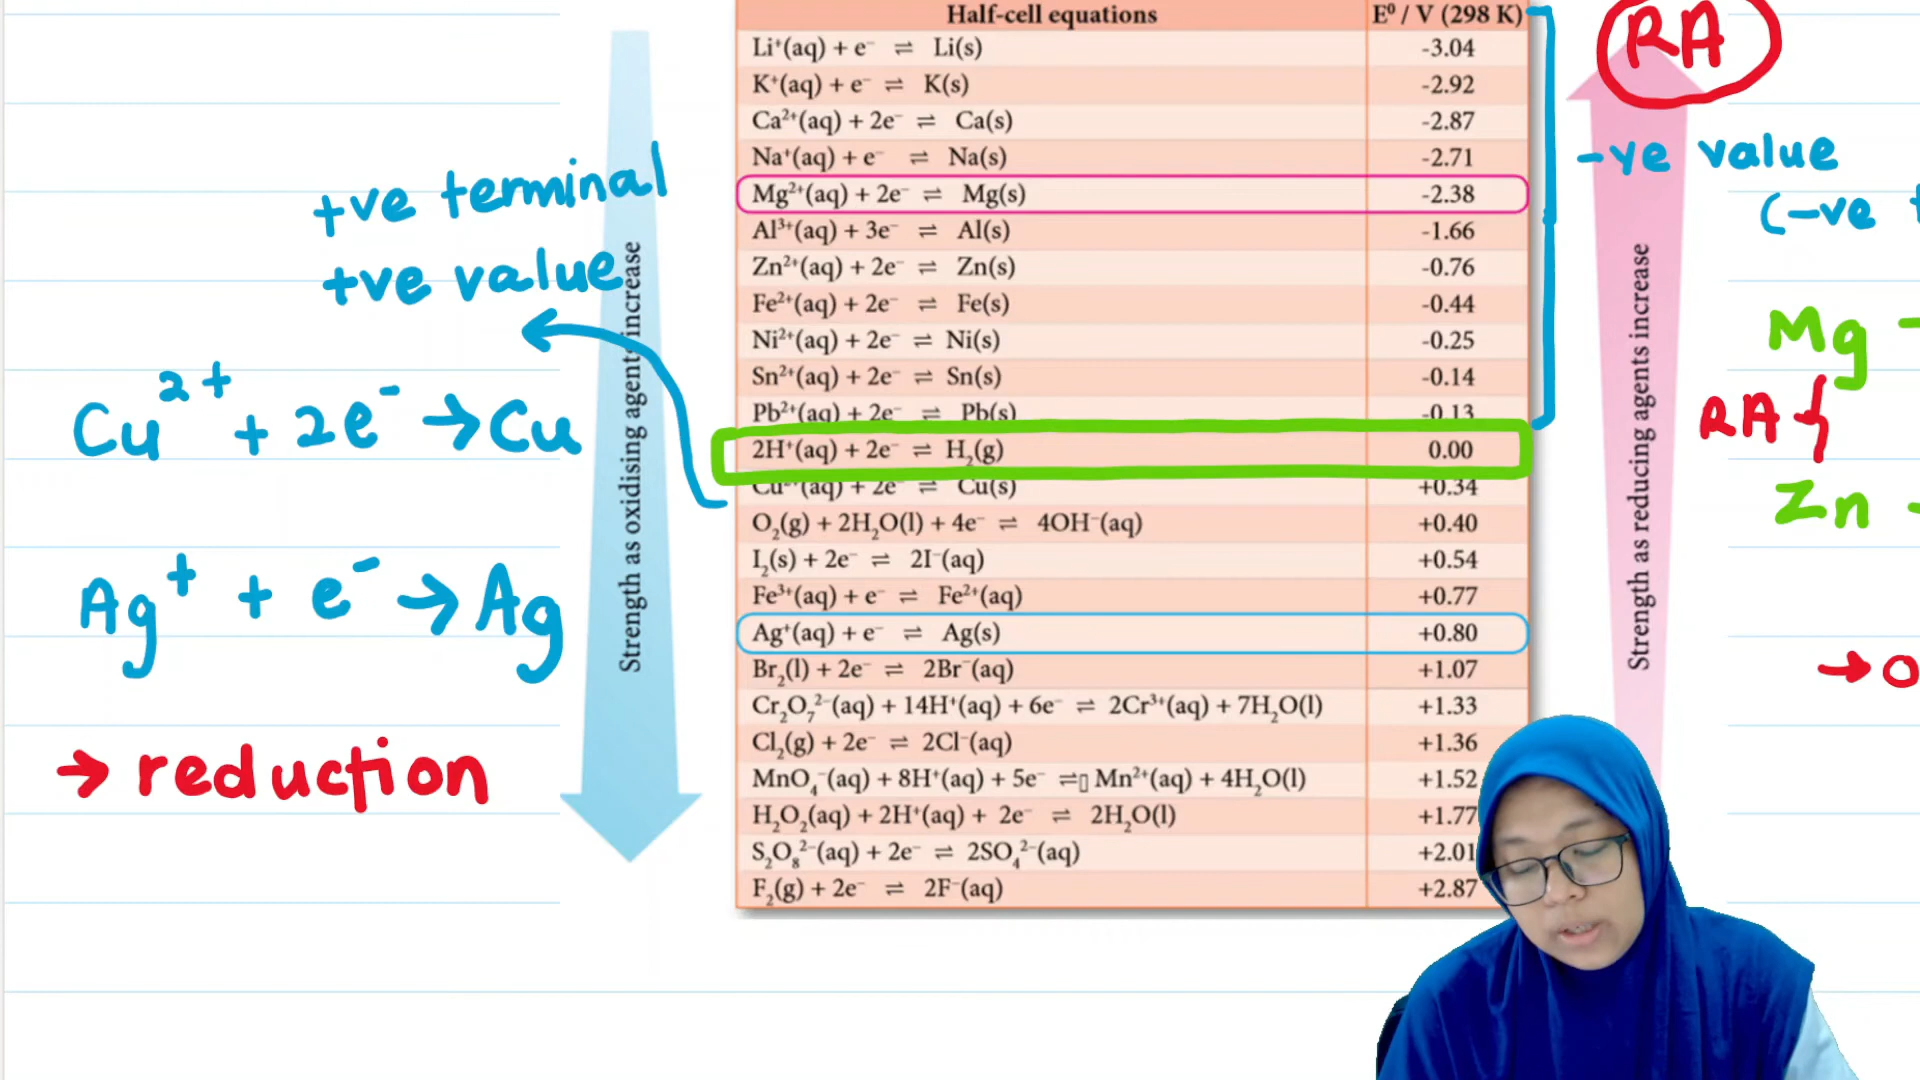 Half-cell equations E⁰ / V (298 K)
Li⁺(aq) + e⁻ ⇌ Li(s) -3.04
K⁺(aq) + e⁻ ⇌ K(s) -2.92
Ca²⁺(aq) + 2e⁻ ⇌ Ca(s) -2.87
Na⁺(aq) + e⁻ ⇌ Na(s) -2.71
Mg²⁺(aq) + 2e⁻ ⇌ Mg(s) -2.38
Al³⁺(aq) + 3e⁻ ⇌ Al(s) -1.66
Zn²⁺(aq) + 2e⁻ ⇌ Zn(s) -0.76
Fe²⁺(aq) + 2e⁻ ⇌ Fe(s) -0.44
Ni²⁺(aq) + 2e⁻ ⇌ Ni(s) -0.25
Sn²⁺(aq) + 2e⁻ ⇌ Sn(s) -0.14
Pb²⁺(aq) + 2e⁻ ⇌ Pb(s) -0.13
2H⁺(aq) + 2e⁻ ⇌ H₂(g) 0.00
Cu²⁺(aq) + 2e⁻ ⇌ Cu(s) +0.34
O₂(g) + 2H₂O(l) + 4e⁻ ⇌ 4OH⁻(aq) +0.40
I₂(s) + 2e⁻ ⇌ 2I⁻(aq) +0.54
Fe³⁺(aq) + e⁻ ⇌ Fe²⁺(aq) +0.77
Ag⁺(aq) + e⁻ ⇌ Ag(s) +0.80
Br₂(l) + 2e⁻ ⇌ 2Br⁻(aq) +1.07
Cr₂O₇²⁻(aq) + 14H⁺(aq) + 6e⁻ ⇌ 2Cr³⁺(aq) + 7H₂O(l) +1.33
Cl₂(g) + 2e⁻ ⇌ 2Cl⁻(aq) +1.36
MnO₄⁻(aq) + 8H⁺(aq) + 5e⁻ ⇌▯ Mn²⁺(aq) + 4H₂O(l) +1.52
H₂O₂(aq) + 2H⁺(aq) + 2e⁻ ⇌ 2H₂O(l) +1.77
S₂O₈²⁻(aq) + 2e⁻ ⇌ 2SO₄²⁻(aq) +2.01
F₂(g) + 2e⁻ ⇌ 2F⁻(aq) +2.87
Strength as oxidising agents increase
Strength as reducing agents increase
+ve terminal
+ve value
Cu²⁺ + 2e⁻ → Cu
Ag⁺ + e⁻ → Ag
→ reduction
RA
-ve value
(-ve
Mg -
RA {
Zn -
→ O